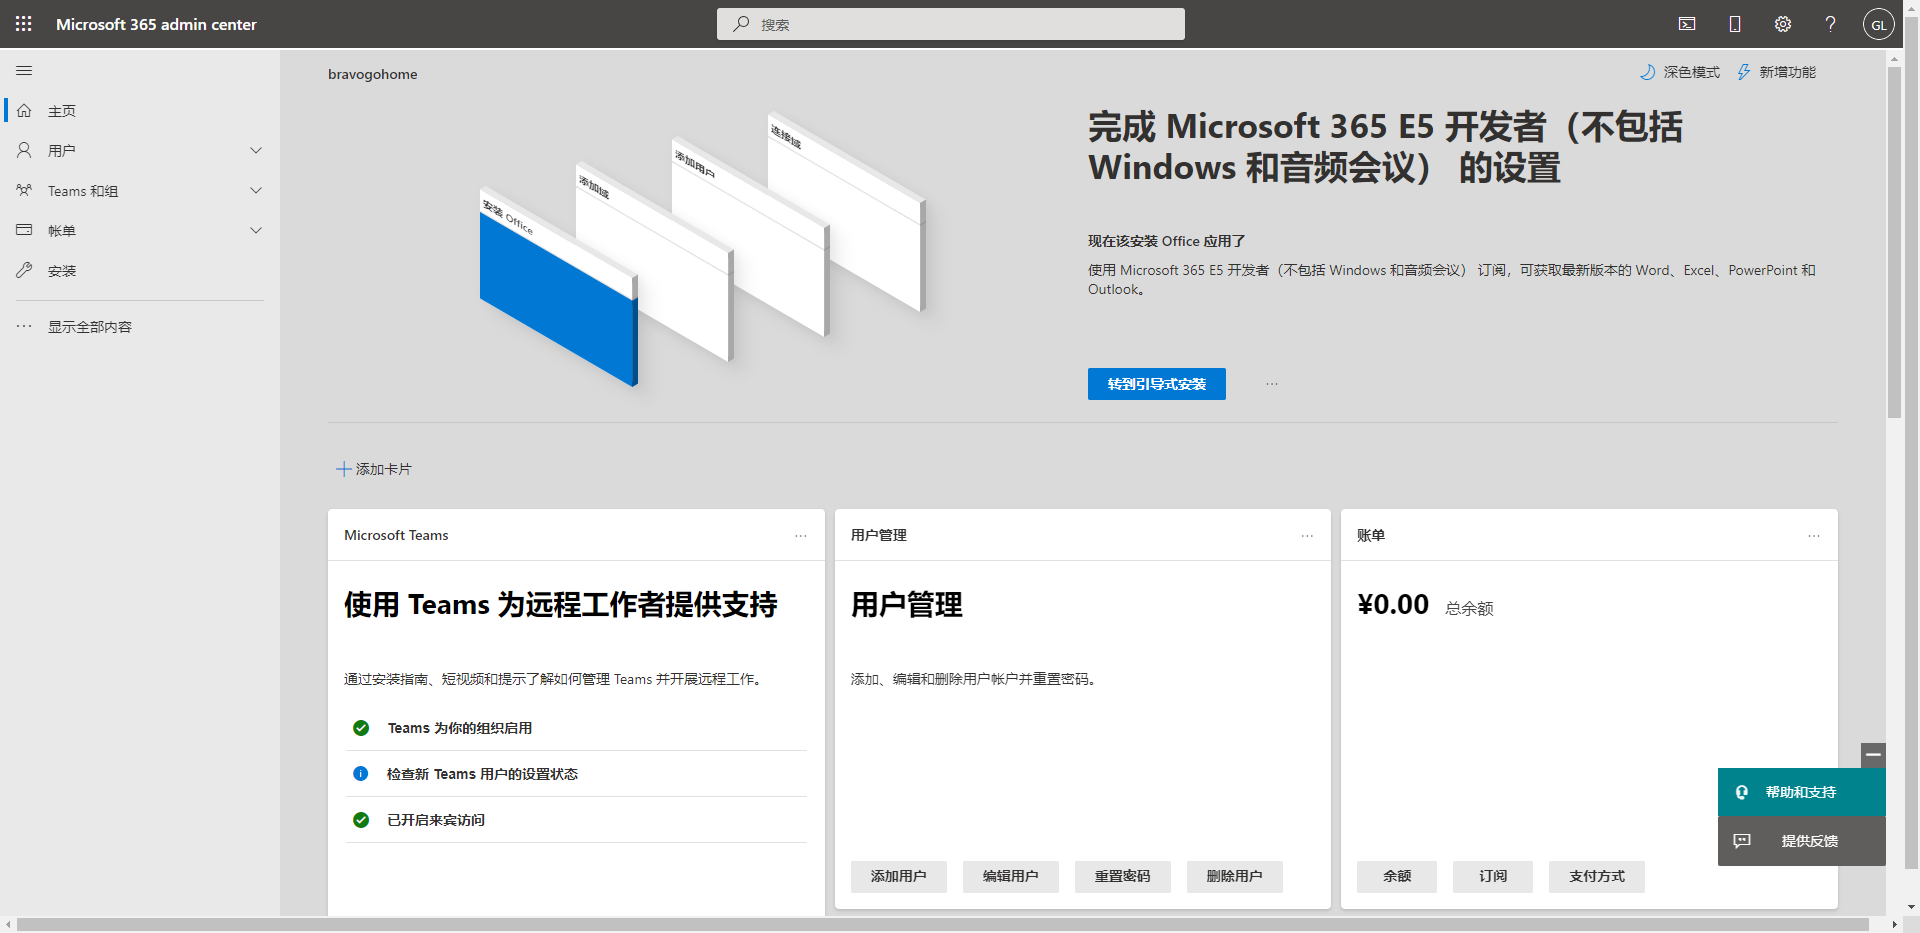 Microsoft 365 admin center
搜索
GL
bravogohome
深色模式
新增功能
主页
用户
Teams 和组
帐单
安装
显示全部内容
安装 Office
添加域
添加用户
连接域
完成 Microsoft 365 E5 开发者（不包括
Windows 和音频会议） 的设置
现在该安装 Office 应用了
使用 Microsoft 365 E5 开发者（不包括 Windows 和音频会议） 订阅，可获取最新版本的 Word、Excel、PowerPoint 和
Outlook。
转到引导式安装
添加卡片
Microsoft Teams
使用 Teams 为远程工作者提供支持
通过安装指南、短视频和提示了解如何管理 Teams 并开展远程工作。
Teams 为你的组织启用
检查新 Teams 用户的设置状态
已开启来宾访问
用户管理
用户管理
添加、编辑和删除用户帐户并重置密码。
添加用户
编辑用户
重置密码
删除用户
账单
¥0.00 总余额
余额
订阅
支付方式
帮助和支持
提供反馈